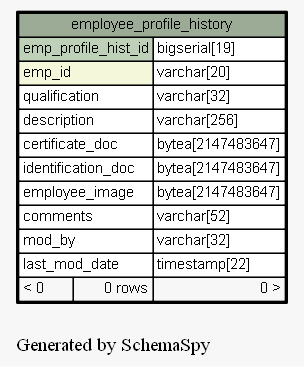 employee_profile_history
emp_profile_hist_id bigserial[19]
emp_id varchar[20]
qualification varchar[32]
description varchar[256]
certificate_doc bytea[2147483647]
identification_doc bytea[2147483647]
employee_image bytea[2147483647]
comments varchar[52]
mod_by varchar[32]
last_mod_date timestamp[22]
< 0 0 rows 0 >
Generated by SchemaSpy